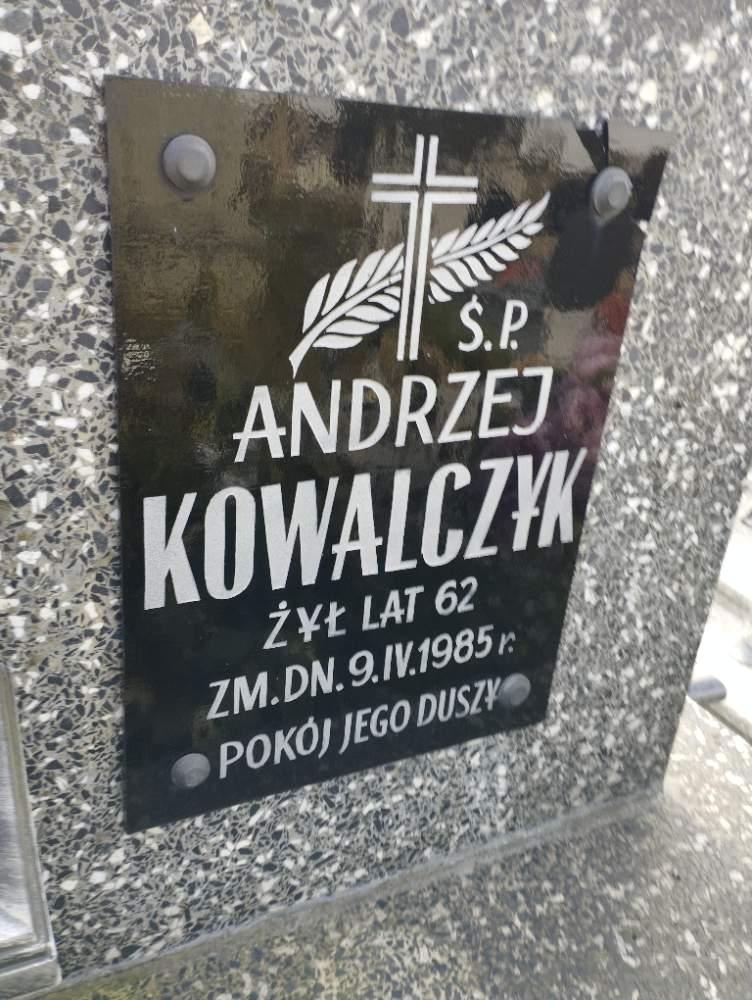 Ś.P.
ANDRZEJ
KOWALCZYK
ŻYŁ LAT 62
ZM.DN.9.IV.1985 r.
POKÓJ JEGO DUSZY